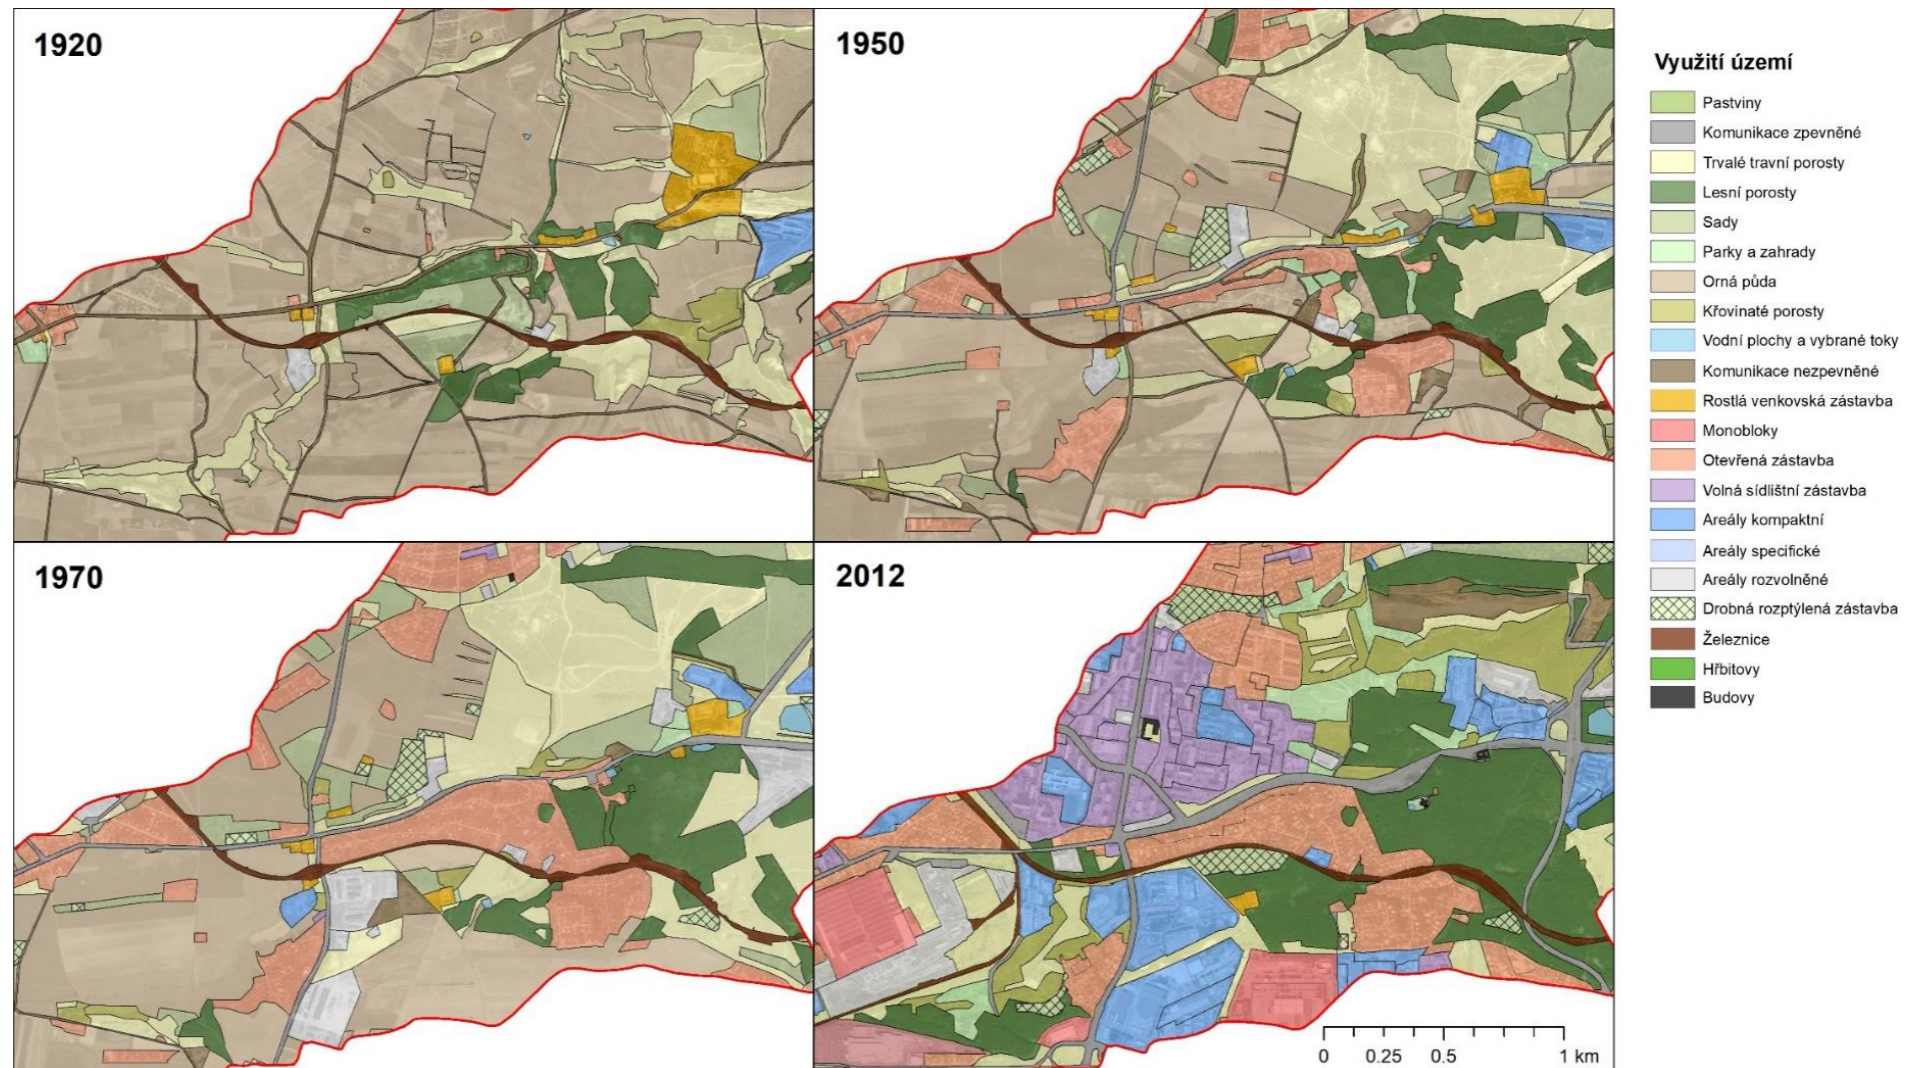 1920
1950
1970
2012
Využití území
Pastviny
Komunikace zpevněné
Trvalé travní porosty
Lesní porosty
Sady
Parky a zahrady
Orná půda
Křovinaté porosty
Vodní plochy a vybrané toky
Komunikace nezpevněné
Rostlá venkovská zástavba
Monobloky
Otevřená zástavba
Volná sídlištní zástavba
Areály kompaktní
Areály specifické
Areály rozvolněné
Drobná rozptýlená zástavba
Železnice
Hřbitovy
Budovy
0 0.25 0.5 1 km